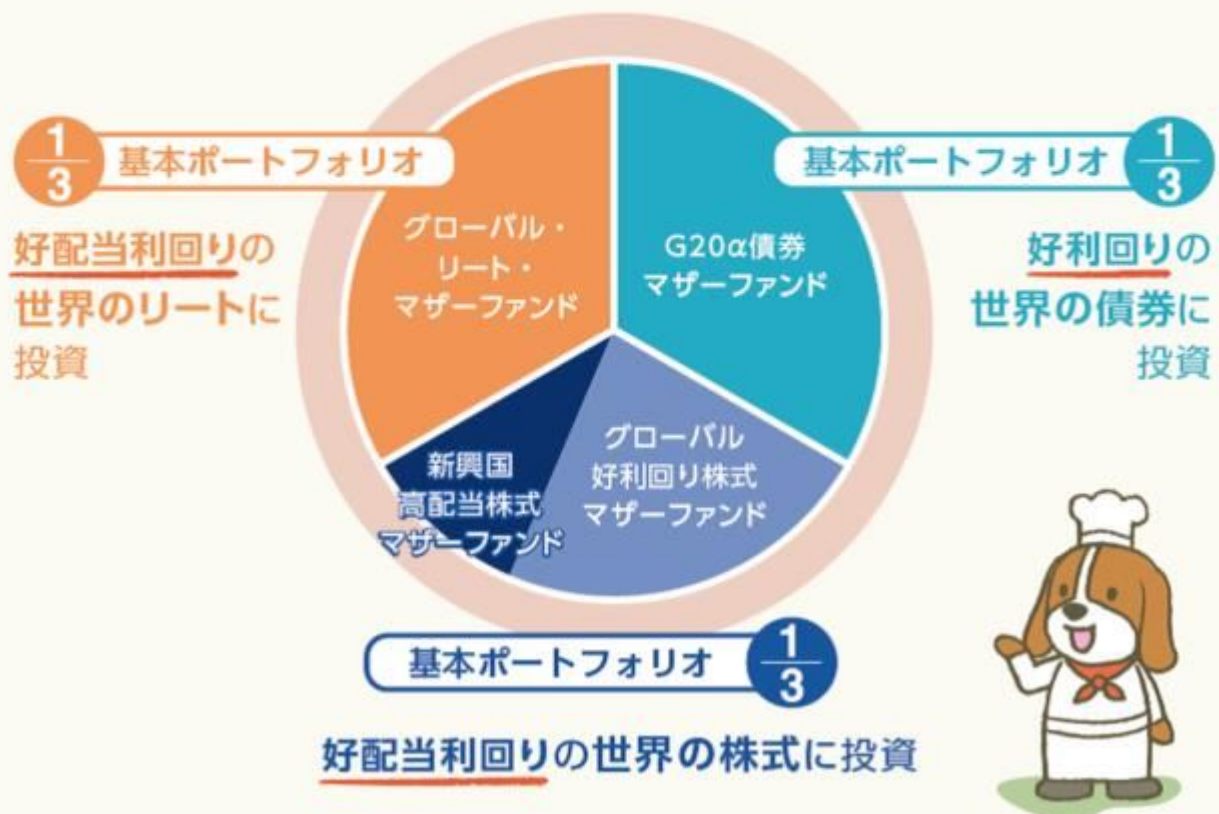 1/3 基本ポートフォリオ
好配当利回りの
世界のリートに
投資
グローバル・
リート・
マザーファンド
基本ポートフォリオ 1/3
好利回りの
世界の債券に
投資
G20α債券
マザーファンド
新興国
高配当株式
マザーファンド
グローバル
好利回り株式
マザーファンド
基本ポートフォリオ 1/3
好配当利回りの世界の株式に投資